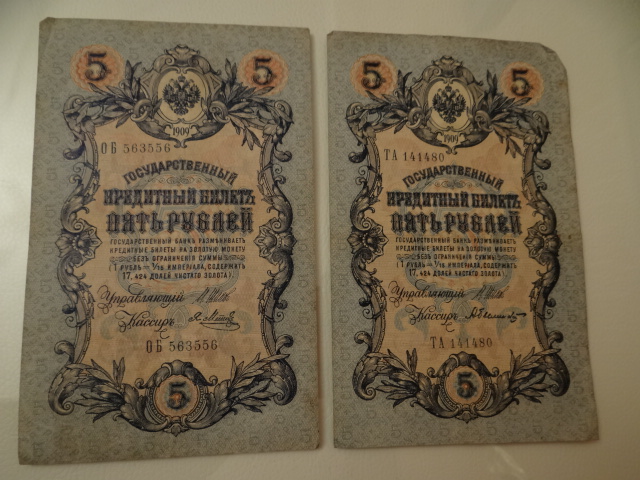 5 5
1909
ОБ 563556
ГОСУДАРСТВЕННЫЙ
КРЕДИТНЫЙ БИЛЕТЪ
ПЯТЬ РУБЛЕЙ
ГОСУДАРСТВЕННЫЙ БАНКЪ РАЗМѢНИВАЕТЪ
КРЕДИТНЫЕ БИЛЕТЫ НА ЗОЛОТУЮ МОНЕТУ
БЕЗЪ ОГРАНИЧЕНІЯ СУММЫ
(1 РУБЛЬ = 1/15 ИМПЕРІАЛА, СОДЕРЖИТЪ
17,424 ДОЛЕЙ ЧИСТАГО ЗОЛОТА).
Управляющій
Кассиръ
ОБ 563556
5
5 5
1909
ТА 141480
ГОСУДАРСТВЕННЫЙ
КРЕДИТНЫЙ БИЛЕТЪ
ПЯТЬ РУБЛЕЙ
ГОСУДАРСТВЕННЫЙ БАНКЪ РАЗМѢНИВАЕТЪ
КРЕДИТНЫЕ БИЛЕТЫ НА ЗОЛОТУЮ МОНЕТУ
БЕЗЪ ОГРАНИЧЕНІЯ СУММЫ
(1 РУБЛЬ = 1/15 ИМПЕРІАЛА, СОДЕРЖИТЪ
17,424 ДОЛЕЙ ЧИСТАГО ЗОЛОТА).
Управляющій
Кассиръ
ТА 141480
5